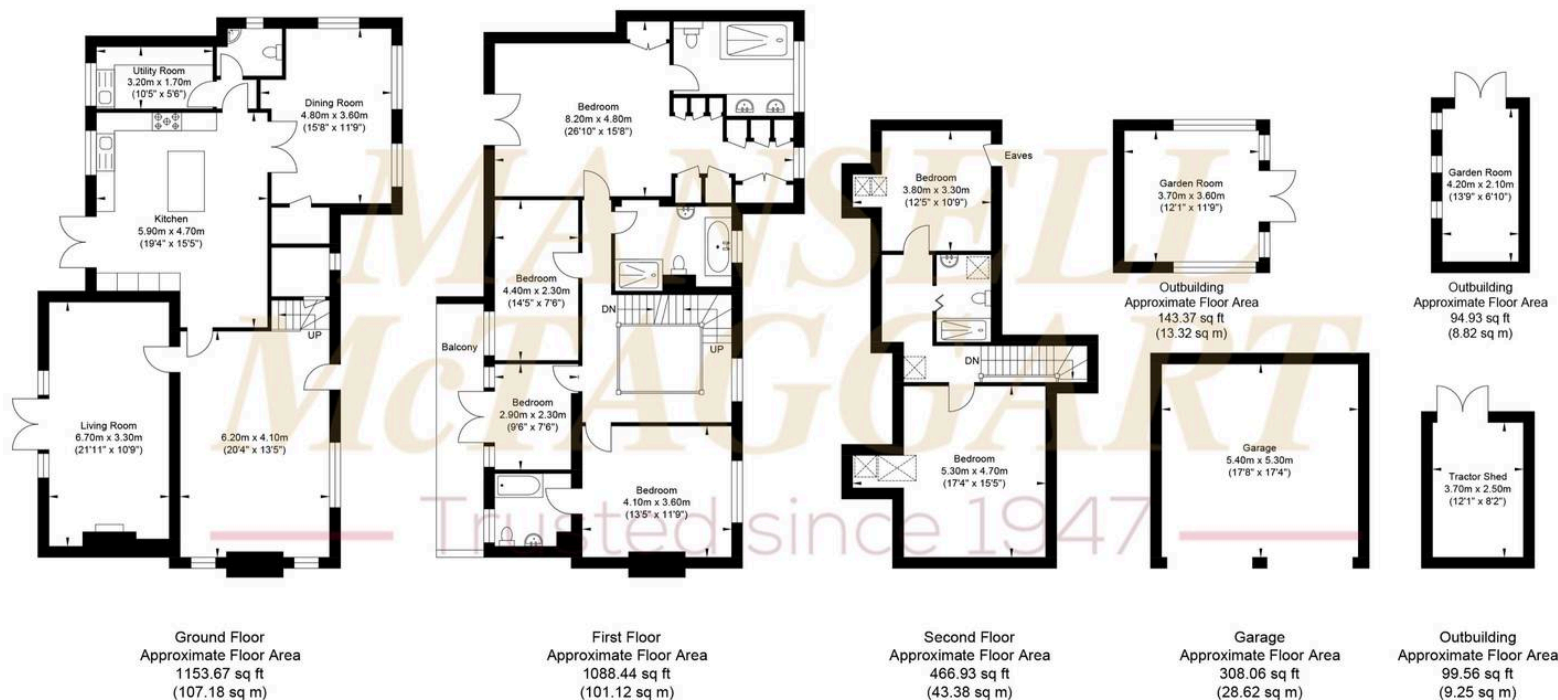 Utility Room
3.20m x 1.70m
(10'5" x 5'6")
Dining Room
4.80m x 3.60m
(15'8" x 11'9")
Kitchen
5.90m x 4.70m
(19'4" x 15'5")
UP
Living Room
6.70m x 3.30m
(21'11" x 10'9")
6.20m x 4.10m
(20'4" x 13'5")
Ground Floor
Approximate Floor Area
1153.67 sq ft
(107.18 sq m)
Bedroom
8.20m x 4.80m
(26'10" x 15'8")
Bedroom
4.40m x 2.30m
(14'5" x 7'6")
DN
UP
Balcony
Bedroom
2.90m x 2.30m
(9'6" x 7'6")
Bedroom
4.10m x 3.60m
(13'5" x 11'9")
First Floor
Approximate Floor Area
1088.44 sq ft
(101.12 sq m)
Eaves
Bedroom
3.80m x 3.30m
(12'5" x 10'9")
DN
Bedroom
5.30m x 4.70m
(17'4" x 15'5")
Second Floor
Approximate Floor Area
466.93 sq ft
(43.38 sq m)
Garden Room
3.70m x 3.60m
(12'1" x 11'9")
Outbuilding
Approximate Floor Area
143.37 sq ft
(13.32 sq m)
Garage
5.40m x 5.30m
(17'8" x 17'4")
Garage
Approximate Floor Area
308.06 sq ft
(28.62 sq m)
Garden Room
4.20m x 2.10m
(13'9" x 6'10")
Outbuilding
Approximate Floor Area
94.93 sq ft
(8.82 sq m)
Tractor Shed
3.70m x 2.50m
(12'1" x 8'2")
Outbuilding
Approximate Floor Area
99.56 sq ft
(9.25 sq m)
MANSELL
McTAGGART
Trusted since 1947